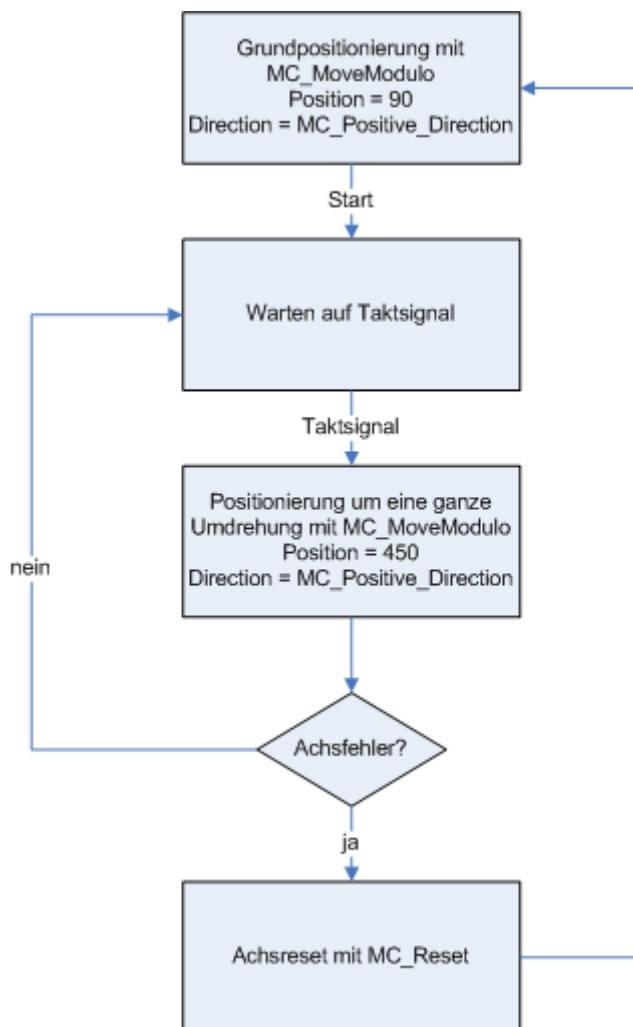 Grundpositionierung mit
MC_MoveModulo
Position = 90
Direction = MC_Positive_Direction
Start
Warten auf Taktsignal
Taktsignal
Positionierung um eine ganze
Umdrehung mit MC_MoveModulo
Position = 450
Direction = MC_Positive_Direction
nein
Achsfehler?
ja
Achsreset mit MC_Reset